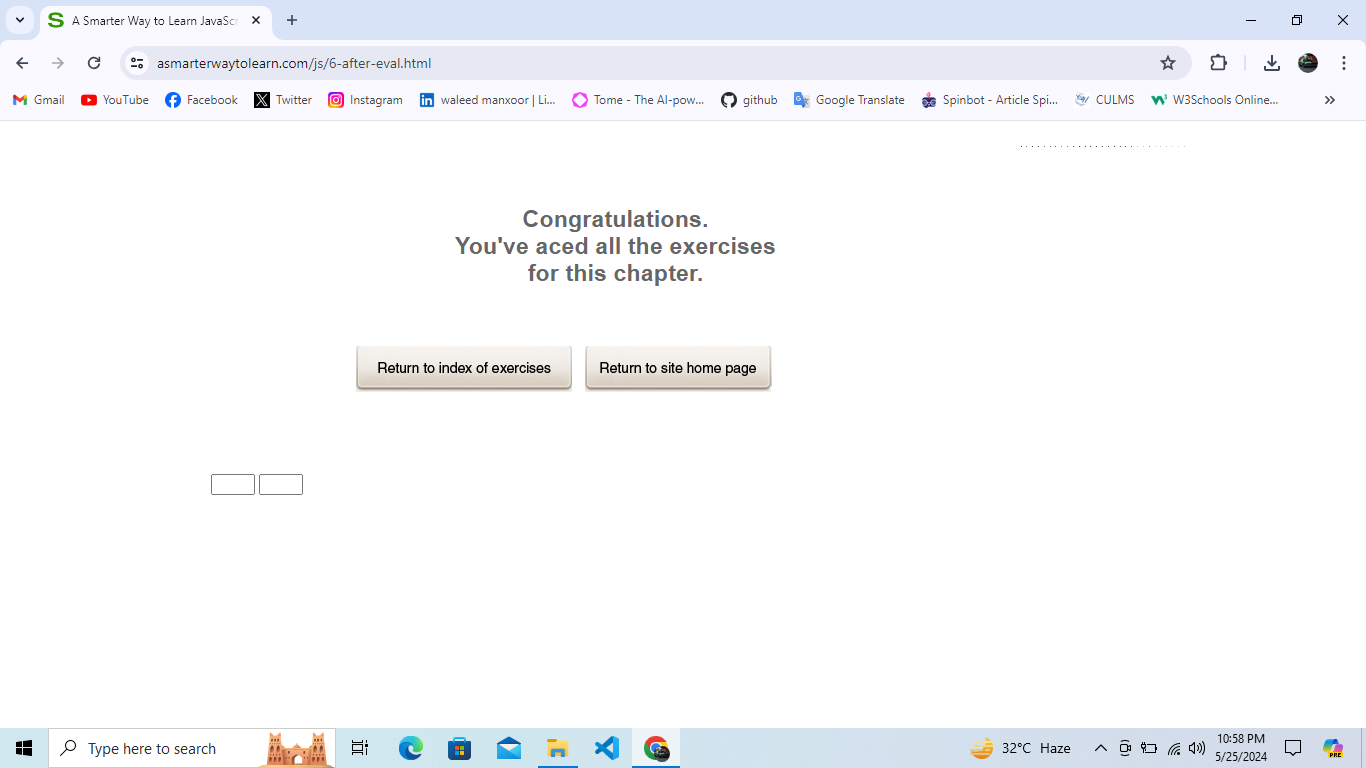 A Smarter Way to Learn JavaScr
asmarterwaytolearn.com/js/6-after-eval.html
Gmail
YouTube
Facebook
Twitter
Instagram
waleed manxoor | Li...
Tome - The AI-pow...
github
Google Translate
Spinbot - Article Spi...
CULMS
W3Schools Online...
Congratulations.
You've aced all the exercises
for this chapter.
Return to index of exercises
Return to site home page
Type here to search
32°C Haze
10:58 PM
5/25/2024
PRE